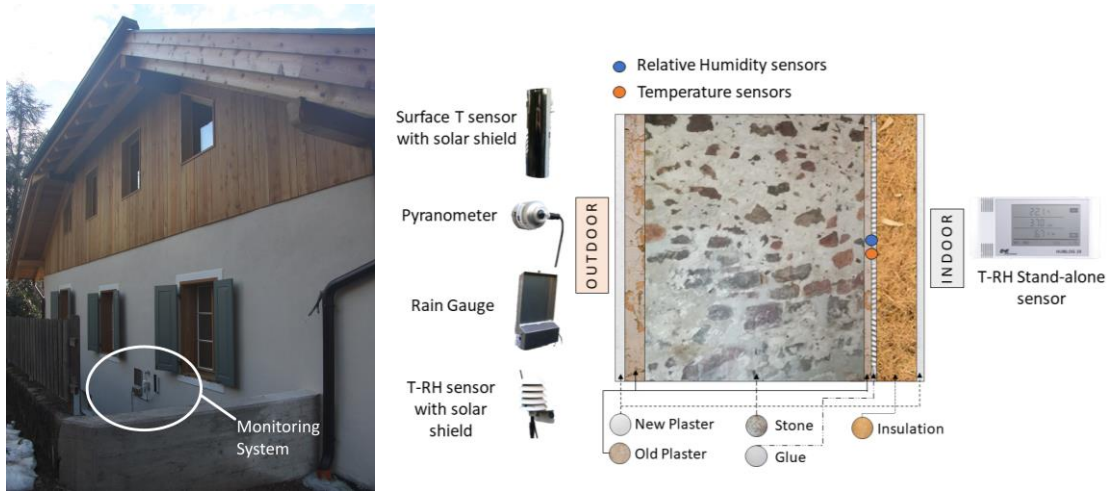 Monitoring
System
Relative Humidity sensors
Temperature sensors
Surface T sensor
with solar shield
Pyranometer
Rain Gauge
T-RH sensor
with solar
shield
OUTDOOR
INDOOR
T-RH Stand-alone
sensor
New Plaster
Stone
Insulation
Old Plaster
Glue